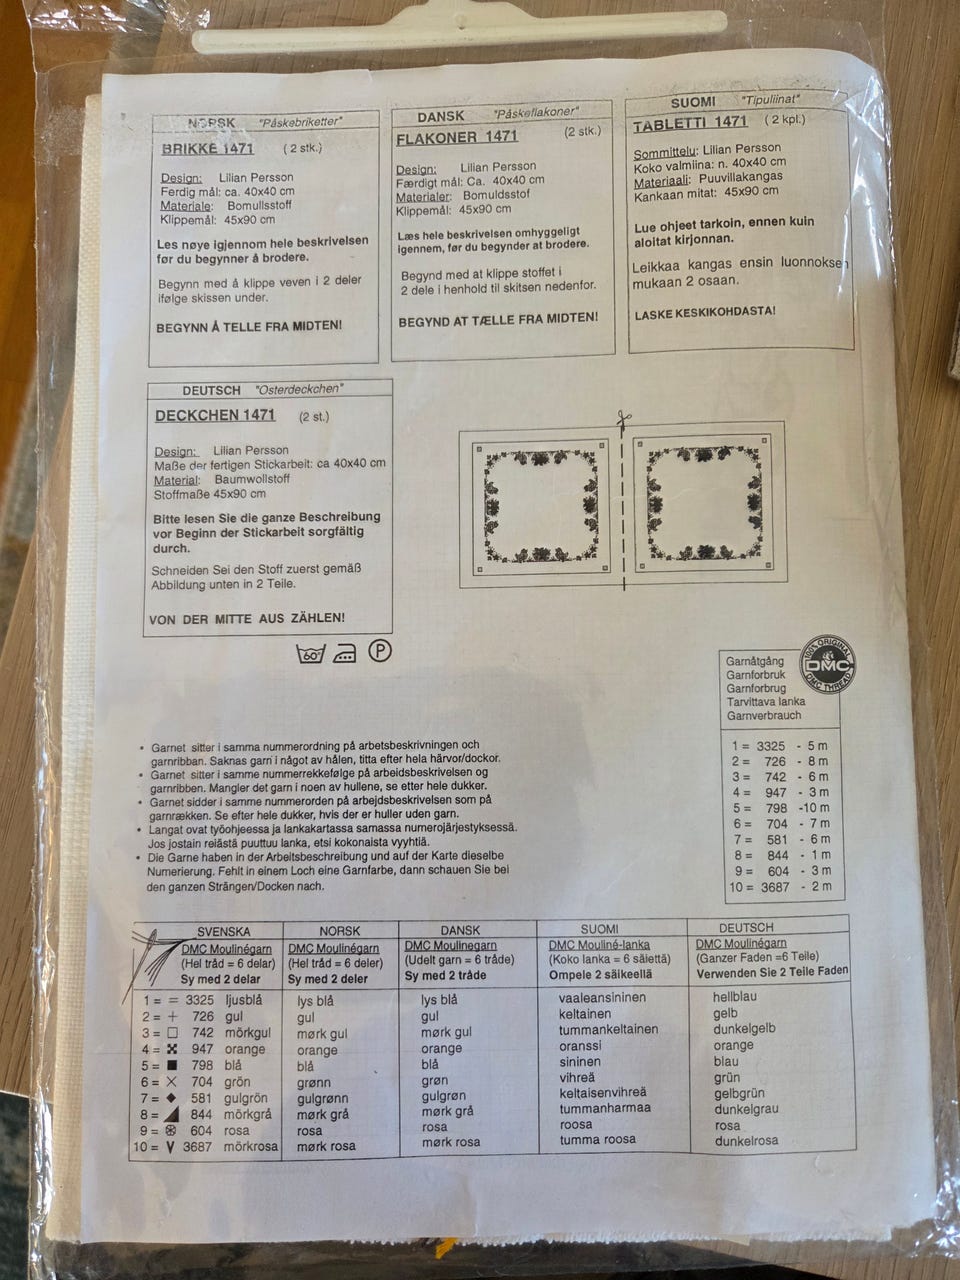 NORSK "Påskebriketter"
BRIKKE 1471 (2 stk.)
Design: Lilian Persson
Ferdig mål: ca. 40x40 cm
Materiale: Bomullsstoff
Klippemål: 45x90 cm
Les nøye igjennom hele beskrivelsen
før du begynner å brodere.
Begynn med å klippe veven i 2 deler
ifølge skissen under.
BEGYNN Å TELLE FRA MIDTEN!
DANSK "Påskeflakoner"
FLAKONER 1471 (2 stk.)
Design: Lilian Persson
Færdigt mål: Ca. 40x40 cm
Materialer: Bomuldsstof
Klippemål: 45x90 cm
Læs hele beskrivelsen omhyggeligt
igennem, før du begynder at brodere.
Begynd med at klippe stoffet i
2 dele i henhold til skitsen nedenfor.
BEGYND AT TÆLLE FRA MIDTEN!
SUOMI "Tipuliinat"
TABLETTI 1471 (2 kpl.)
Sommittelu: Lilian Persson
Koko valmiina: n. 40x40 cm
Materiaali: Puuvillakangas
Kankaan mitat: 45x90 cm
Lue ohjeet tarkoin, ennen kuin
aloitat kirjonnan.
Leikkaa kangas ensin luonnoksen
mukaan 2 osaan.
LASKE KESKIKOHDASTA!
DEUTSCH "Osterdeckchen"
DECKCHEN 1471 (2 st.)
Design: Lilian Persson
Maße der fertigen Stickarbeit: ca 40x40 cm
Material: Baumwollstoff
Stoffmaße 45x90 cm
Bitte lesen Sie die ganze Beschreibung
vor Beginn der Stickarbeit sorgfältig
durch.
Schneiden Sei den Stoff zuerst gemäß
Abbildung unten in 2 Teile.
VON DER MITTE AUS ZÄHLEN!
60° P
100% ORIGINAL
DMC
DMC THREAD
Garnåtgång
Garnforbruk
Garnforbrug
Tarvittava lanka
Garnverbrauch
1 = 3325 - 5 m
2 = 726 - 8 m
3 = 742 - 6 m
4 = 947 - 3 m
5 = 798 -10 m
6 = 704 - 7 m
7 = 581 - 6 m
8 = 844 - 1 m
9 = 604 - 3 m
10 = 3687 - 2 m
• Garnet sitter i samma nummerordning på arbetsbeskrivningen och
garnribban. Saknas garn i något av hålen, titta efter hela härvor/dockor.
• Garnet sitter i samme nummerrekkefølge på arbeidsbeskrivelsen og
garnribben. Mangler det garn i noen av hullene, se etter hele dukker.
• Garnet sidder i samme nummerorden på arbejdsbeskrivelsen som på
garnrækken. Se efter hele dukker, hvis der er huller uden garn.
• Langat ovat työohjeessa ja lankakartassa samassa numerojärjestyksessä.
Jos jostain reiästä puuttuu lanka, etsi kokonaista vyyhtiä.
• Die Garne haben in der Arbeitsbeschreibung und auf der Karte dieselbe
Numerierung. Fehlt in einem Loch eine Garnfarbe, dann schauen Sie bei
den ganzen Strängen/Docken nach.
SVENSKA NORSK DANSK SUOMI DEUTSCH
DMC Moulinégarn DMC Moulinégarn DMC Moulinegarn DMC Mouliné-lanka DMC Moulinégarn
(Hel tråd = 6 delar) (Hel tråd = 6 deler) (Udelt garn = 6 tråde) (Koko lanka = 6 säiettä) (Ganzer Faden =6 Teile)
Sy med 2 delar Sy med 2 deler Sy med 2 tråde Ompele 2 säikeellä Verwenden Sie 2 Teile Faden
1 = = 3325 ljusblå lys blå lys blå vaaleansininen hellblau
2 = + 726 gul gul gul keltainen gelb
3 = □ 742 mörkgul mørk gul mørk gul tummankeltainen dunkelgelb
4 = 947 orange orange orange oranssi orange
5 = ■ 798 blå blå blå sininen blau
6 = X 704 grön grønn grøn vihreä grün
7 = ◆ 581 gulgrön gulgrønn gulgrøn keltaisenvihreä gelbgrün
8 = ◢ 844 mörkgrå mørk grå mørk grå tummanharmaa dunkelgrau
9 = 604 rosa rosa rosa roosa rosa
10 = V 3687 mörkrosa mørk rosa mørk rosa tumma roosa dunkelrosa